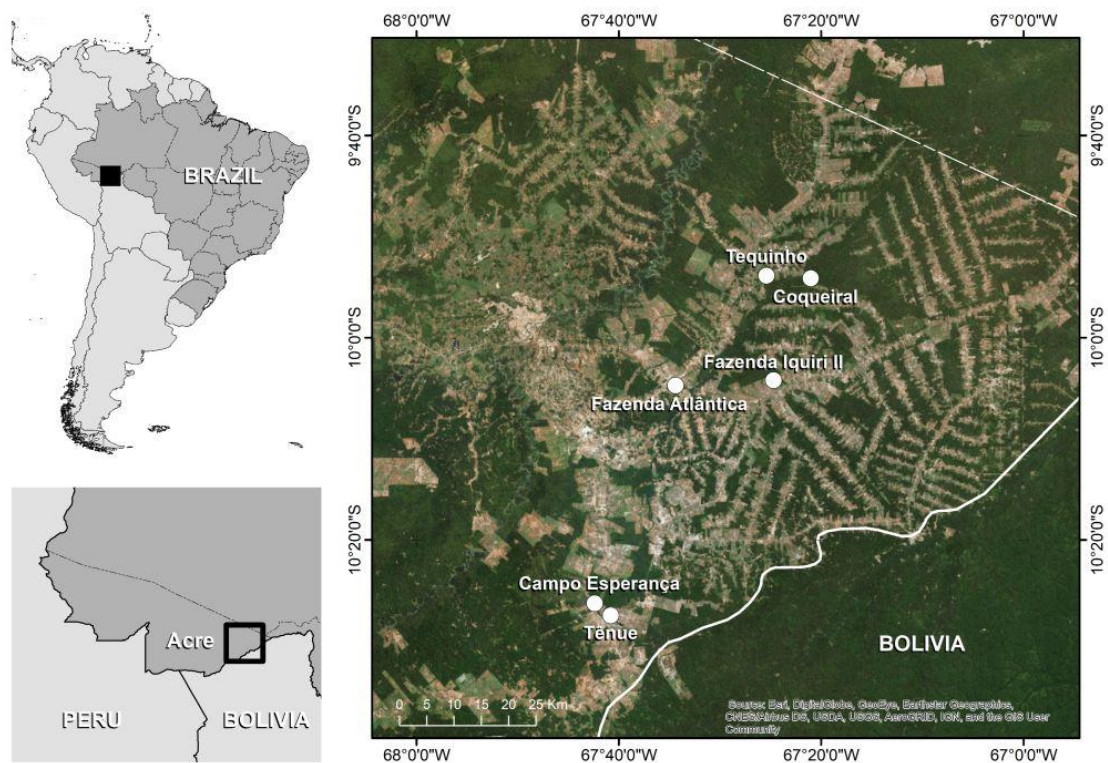 BRAZIL
Acre
PERU
BOLIVIA
68°0'0"W
67°40'0"W
67°20'0"W
67°0'0"W
9°40'0"S
10°0'0"S
10°20'0"S
9°40'0"S
10°0'0"S
10°20'0"S
Tequinho
Coqueiral
Fazenda Iquiri II
Fazenda Atlântica
Campo Esperança
Tēnue
BOLIVIA
0 5 10 15 20 25 Km
Source: Esri, DigitalGlobe, GeoEye, Earthstar Geographics,
CNES/Airbus DS, USDA, USGS, AeroGRID, IGN, and the GIS User
Community
68°0'0"W
67°40'0"W
67°20'0"W
67°0'0"W